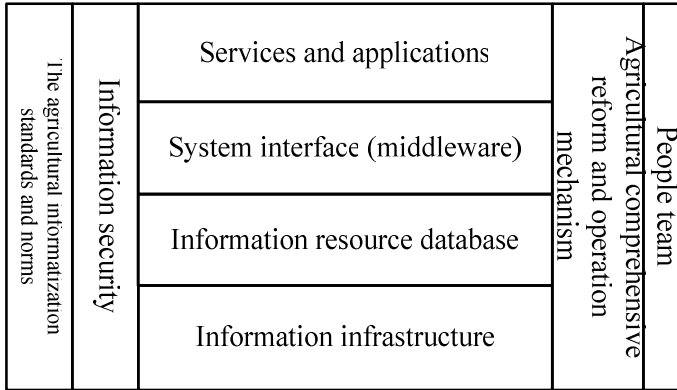 The agricultural informatization
standards and norms
Information security
Services and applications
System interface (middleware)
Information resource database
Information infrastructure
Agricultural comprehensive
reform and operation
mechanism
People team